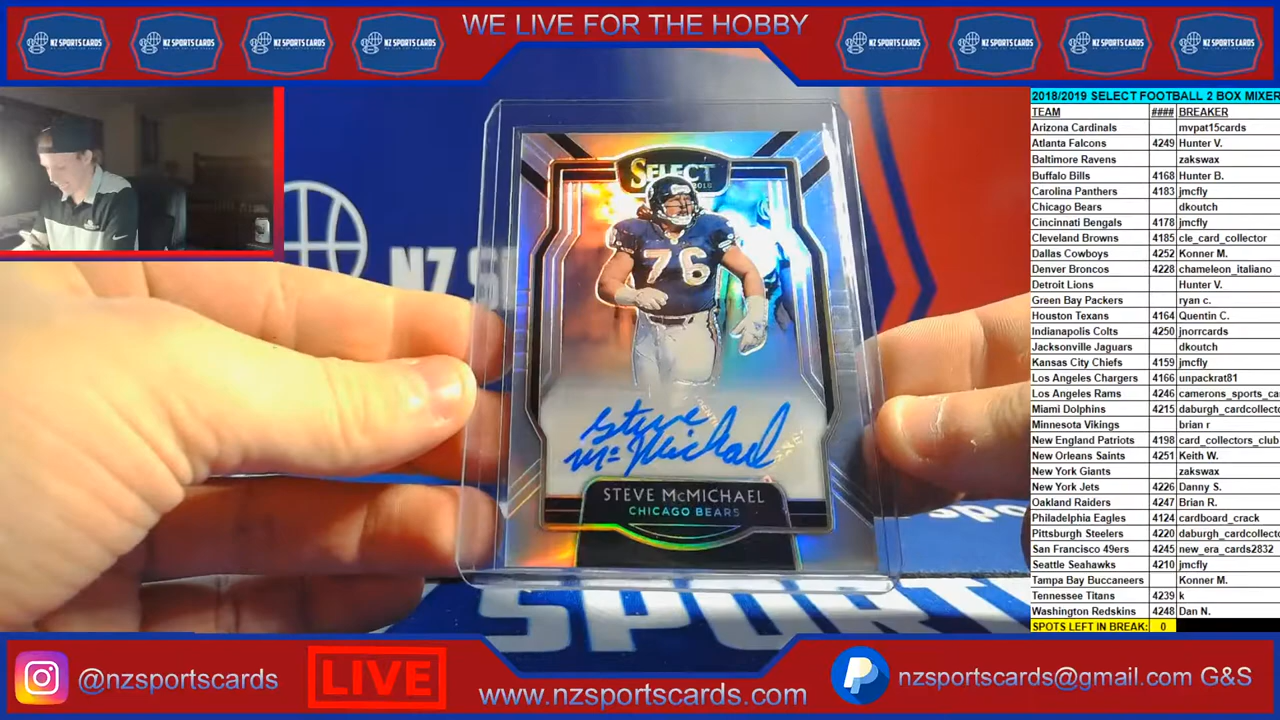 WE LIVE FOR THE HOBBY
NZ SPORTS CARDS
NZ SPORTS CARDS
NZ SPORTS CARDS
NZ SPORTS CARDS
NZ SPORTS CARDS
NZ SPORTS CARDS
NZ SPORTS CARDS
NZ SPORTS CARDS
NZ S
SELECT
2018
76
Steve
McMichael
STEVE McMICHAEL
CHICAGO BEARS
SPORT
2018/2019 SELECT FOOTBALL 2 BOX MIXER
TEAM #### BREAKER
Arizona Cardinals mvpat15cards
Atlanta Falcons 4249 Hunter V.
Baltimore Ravens zakswax
Buffalo Bills 4168 Hunter B.
Carolina Panthers 4183 jmcfly
Chicago Bears dkoutch
Cincinnati Bengals 4178 jmcfly
Cleveland Browns 4185 cle_card_collector
Dallas Cowboys 4252 Konner M.
Denver Broncos 4228 chameleon_italiano
Detroit Lions Hunter V.
Green Bay Packers ryan c.
Houston Texans 4164 Quentin C.
Indianapolis Colts 4250 jnorrcards
Jacksonville Jaguars dkoutch
Kansas City Chiefs 4159 jmcfly
Los Angeles Chargers 4166 unpackrat81
Los Angeles Rams 4246 camerons_sports_ca
Miami Dolphins 4215 daburgh_cardcollect
Minnesota Vikings brian r
New England Patriots 4198 card_collectors_club
New Orleans Saints 4251 Keith W.
New York Giants zakswax
New York Jets 4226 Danny S.
Oakland Raiders 4247 Brian R.
Philadelphia Eagles 4124 cardboard_crack
Pittsburgh Steelers 4220 daburgh_cardcollect
San Francisco 49ers 4245 new_era_cards2832
Seattle Seahawks 4210 jmcfly
Tampa Bay Buccaneers Konner M.
Tennessee Titans 4239 k
Washington Redskins 4248 Dan N.
SPOTS LEFT IN BREAK: 0
@nzsportscards
LIVE
www.nzsportscards.com
nzsportscards@gmail.com G&S